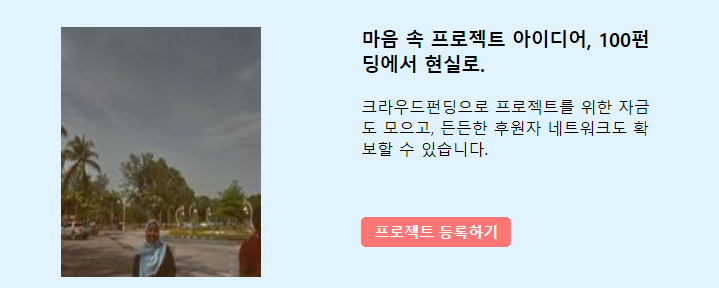 마음 속 프로젝트 아이디어, 100펀
딩에서 현실로.
크라우드펀딩으로 프로젝트를 위한 자금
도 모으고, 든든한 후원자 네트워크도 확
보할 수 있습니다.
프로젝트 등록하기